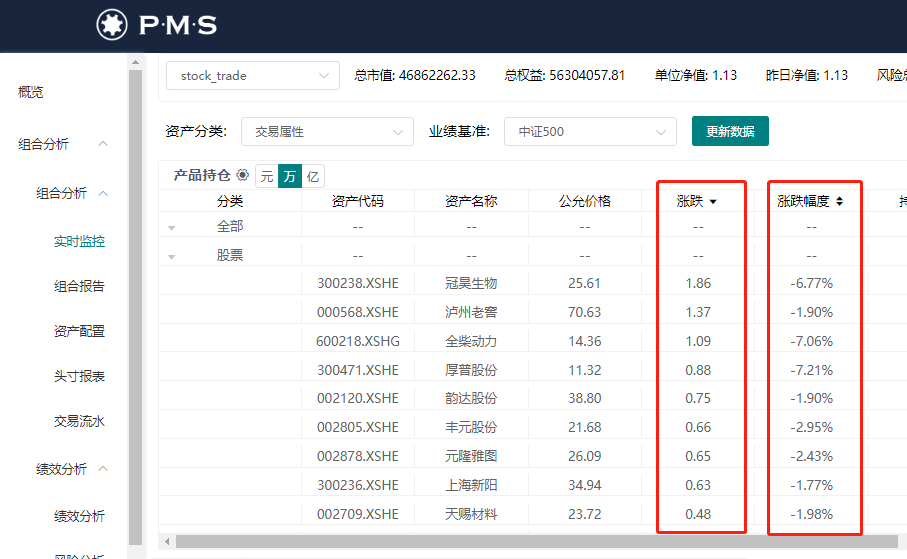 P·M·S
stock_trade 总市值: 46862262.33 总权益: 56304057.81 单位净值: 1.13 昨日净值: 1.13
概览
组合分析
组合分析
实时监控
组合报告
资产配置
头寸报表
交易流水
绩效分析
绩效分析
风险分析
资产分类: 交易属性 业绩基准: 中证500 更新数据
产品持仓 元 万 亿
分类 资产代码 资产名称 公允价格 涨跌 涨跌幅度 持
全部 -- -- -- -- --
股票 -- -- -- -- --
300238.XSHE 冠昊生物 25.61 1.86 -6.77%
000568.XSHE 泸州老窖 70.63 1.37 -1.90%
600218.XSHG 全柴动力 14.36 1.09 -7.06%
300471.XSHE 厚普股份 11.32 0.88 -7.21%
002120.XSHE 韵达股份 38.80 0.75 -1.90%
002805.XSHE 丰元股份 21.68 0.66 -2.95%
002878.XSHE 元隆雅图 26.09 0.65 -2.43%
300236.XSHE 上海新阳 34.94 0.63 -1.77%
002709.XSHE 天赐材料 23.72 0.48 -1.98%